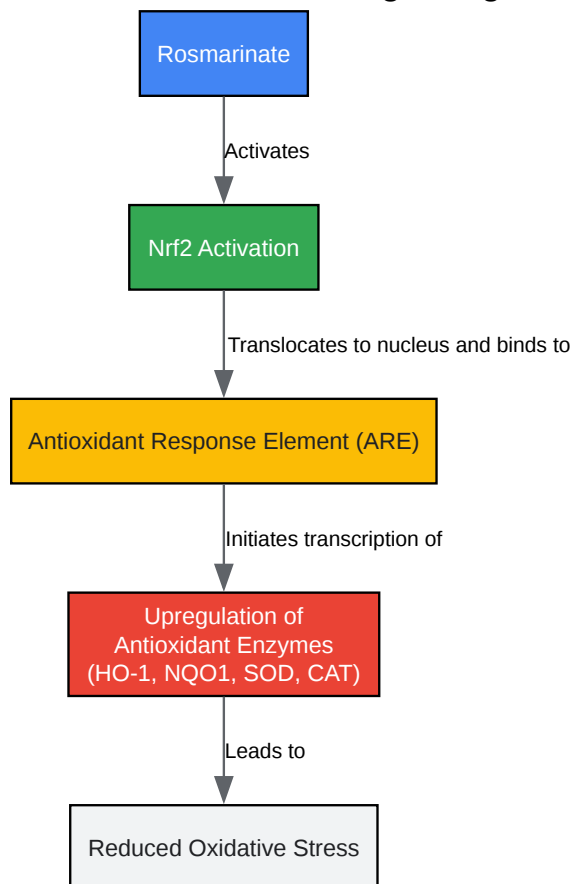 Rosmarinate
Activates
Nrf2 Activation
Translocates to nucleus and binds to
Antioxidant Response Element (ARE)
Initiates transcription of
Upregulation of
Antioxidant Enzymes
(HO-1, NQO1, SOD, CAT)
Leads to
Reduced Oxidative Stress